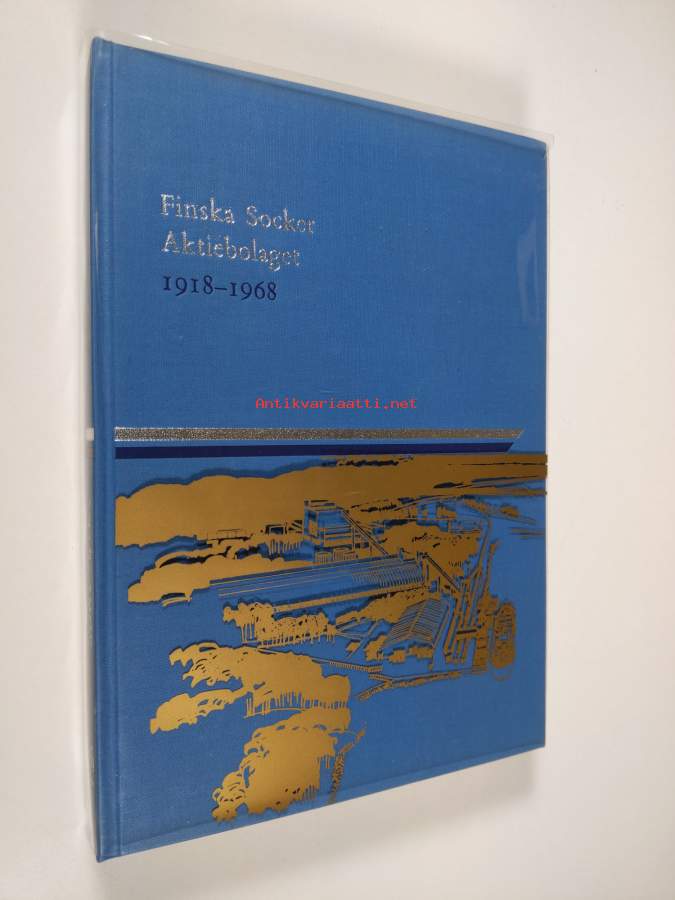 Finska Socker
Aktiebolaget
1918–1968
Antikvariaatti.net